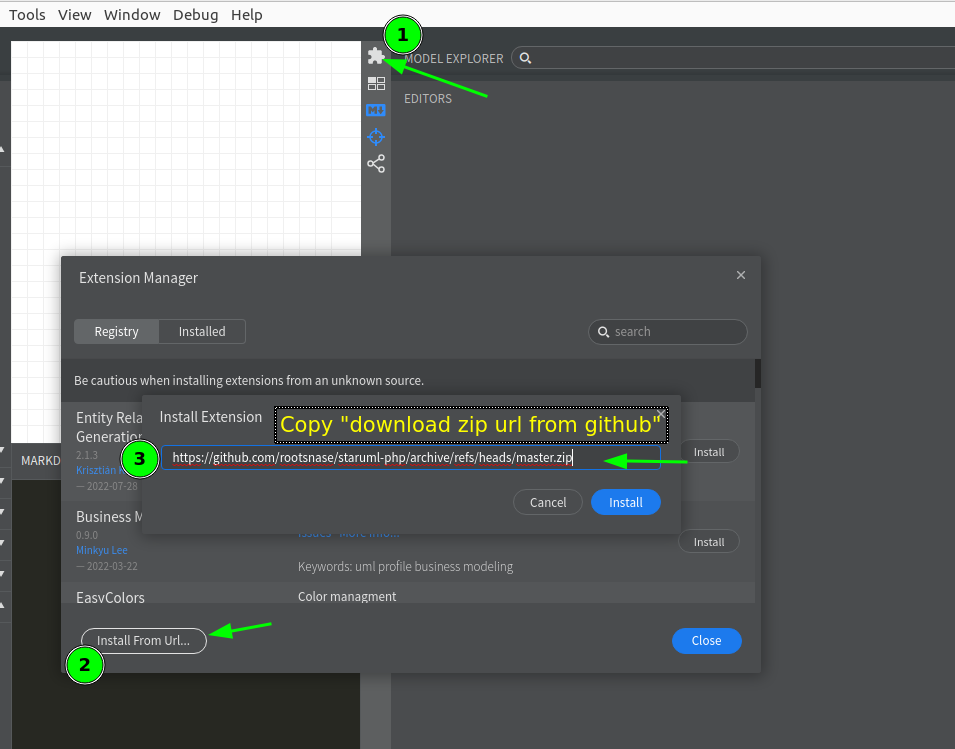 Tools View Window Debug Help
1
MODEL EXPLORER
EDITORS
Extension Manager
×
Registry Installed
search
Be cautious when installing extensions from an unknown source.
Entity Rela
Generation
2.1.3
Krisztián
— 2022-07-28
Install
Install Extension
Copy "download zip url from github"
3
https://github.com/rootsnase/staruml-php/archive/refs/heads/master.zip
Cancel Install
MARKD
Business M
0.9.0
Minkyu Lee
— 2022-03-22
Issues More Info...
Install
Keywords: uml profile business modeling
EasyColors
Color managment
Install From Url...
Close
2